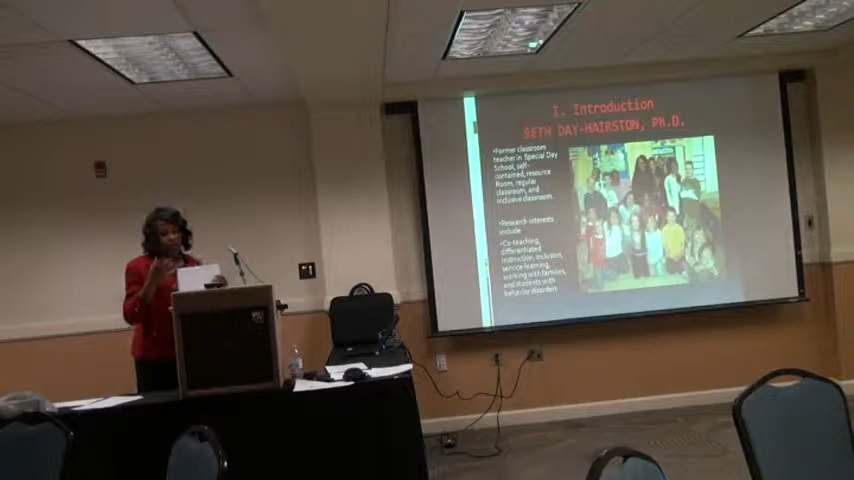 I. Introduction
BETH DAY-HAIRSTON, Ph.D.
•Former classroom
teacher in Special Day
School, self-
contained, resource
Room, regular
classroom, and
inclusive classroom.
•Research interests
include
•Co-teaching,
differentiated
instruction, inclusion,
service learning,
working with families,
and students with
behavior disorders